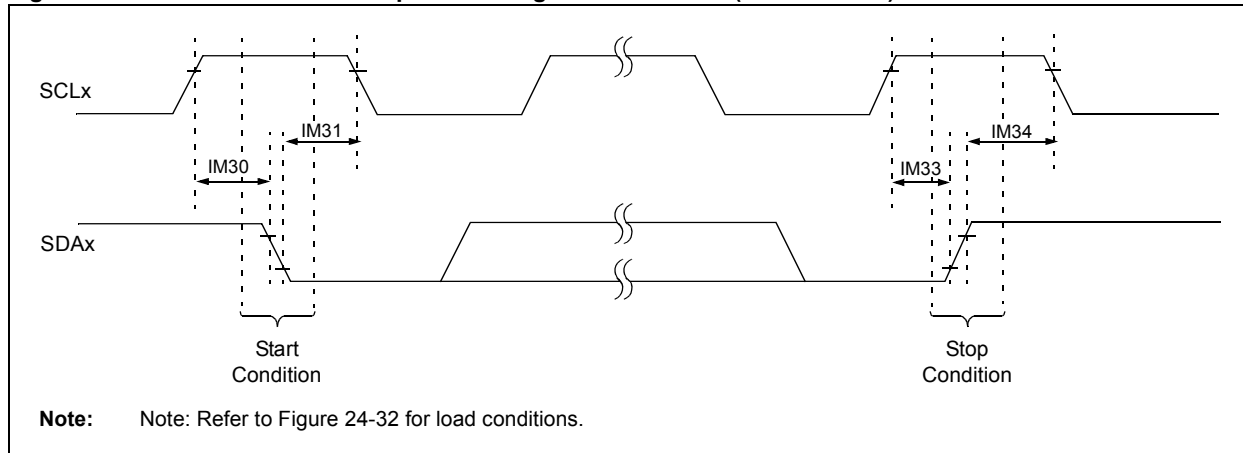 SCLx
IM31
IM34
IM30
IM33
SDAx
Start
Condition
Stop
Condition
Note: Note: Refer to Figure 24-32 for load conditions.